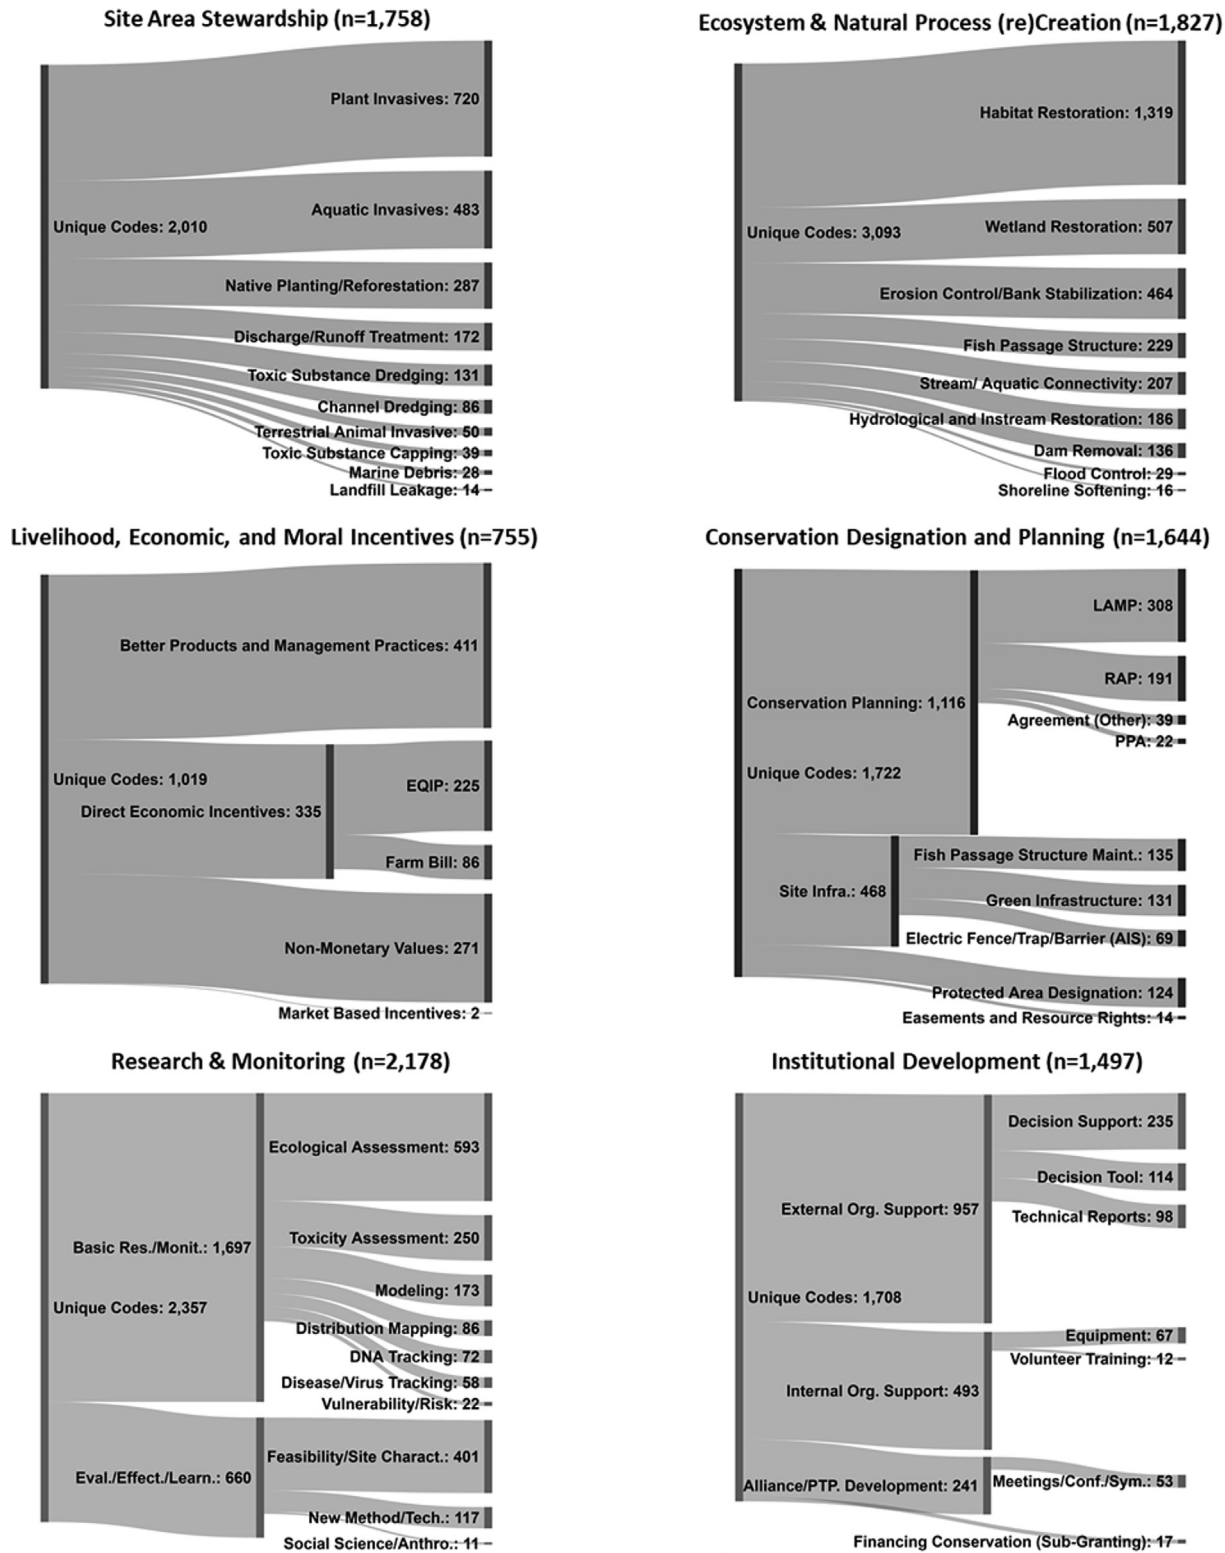 Site Area Stewardship (n=1,758)
Plant Invasives: 720
Aquatic Invasives: 483
Unique Codes: 2,010
Native Planting/Reforestation: 287
Discharge/Runoff Treatment: 172
Toxic Substance Dredging: 131
Channel Dredging: 86
Terrestrial Animal Invasive: 50
Toxic Substance Capping: 39
Marine Debris: 28
Landfill Leakage: 14
Ecosystem & Natural Process (re)Creation (n=1,827)
Habitat Restoration: 1,319
Wetland Restoration: 507
Unique Codes: 3,093
Erosion Control/Bank Stabilization: 464
Fish Passage Structure: 229
Stream/ Aquatic Connectivity: 207
Hydrological and Instream Restoration: 186
Dam Removal: 136
Flood Control: 29
Shoreline Softening: 16
Livelihood, Economic, and Moral Incentives (n=755)
Better Products and Management Practices: 411
Unique Codes: 1,019
EQIP: 225
Direct Economic Incentives: 335
Farm Bill: 86
Non-Monetary Values: 271
Market Based Incentives: 2
Conservation Designation and Planning (n=1,644)
LAMP: 308
RAP: 191
Conservation Planning: 1,116
Agreement (Other): 39
PPA: 22
Unique Codes: 1,722
Fish Passage Structure Maint.: 135
Site Infra.: 468
Green Infrastructure: 131
Electric Fence/Trap/Barrier (AIS): 69
Protected Area Designation: 124
Easements and Resource Rights: 14
Research & Monitoring (n=2,178)
Ecological Assessment: 593
Toxicity Assessment: 250
Basic Res./Monit.: 1,697
Modeling: 173
Unique Codes: 2,357
Distribution Mapping: 86
DNA Tracking: 72
Disease/Virus Tracking: 58
Vulnerability/Risk: 22
Feasibility/Site Charact.: 401
Eval./Effect./Learn.: 660
New Method/Tech.: 117
Social Science/Anthro.: 11
Institutional Development (n=1,497)
Decision Support: 235
Decision Tool: 114
External Org. Support: 957
Technical Reports: 98
Unique Codes: 1,708
Equipment: 67
Volunteer Training: 12
Internal Org. Support: 493
Meetings/Conf./Sym.: 53
Alliance/PTP. Development: 241
Financing Conservation (Sub-Granting): 17